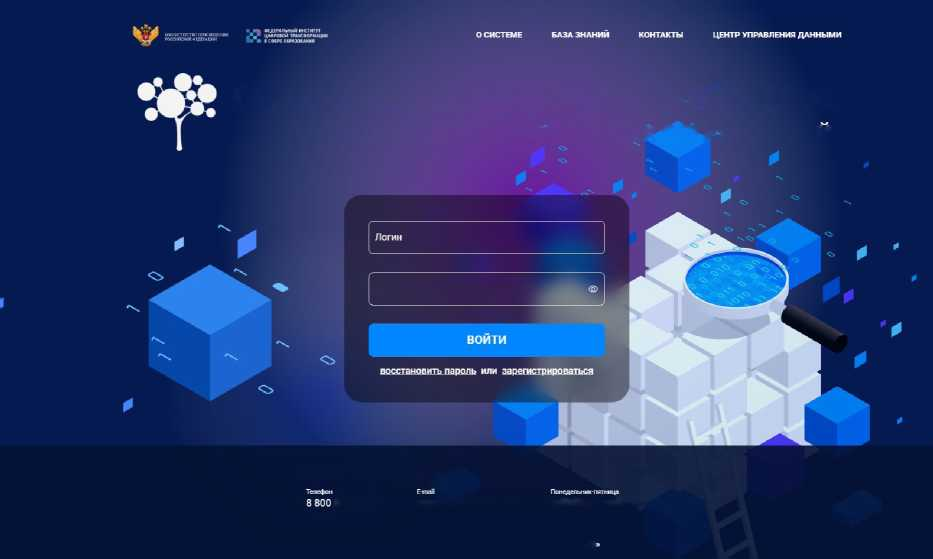 МИНИСТЕРСТВО ПРОСВЕЩЕНИЯ
РОССИЙСКОЙ ФЕДЕРАЦИИ
ФЕДЕРАЛЬНЫЙ ИНСТИТУТ
ЦИФРОВОЙ ТРАНСФОРМАЦИИ
В СФЕРЕ ОБРАЗОВАНИЯ
О СИСТЕМЕ БАЗА ЗНАНИЙ КОНТАКТЫ ЦЕНТР УПРАВЛЕНИЯ ДАННЫМИ
Логин
ВОЙТИ
восстановить пароль или зарегистрироваться
Телефон E-mail Понедельник-пятница
8 800